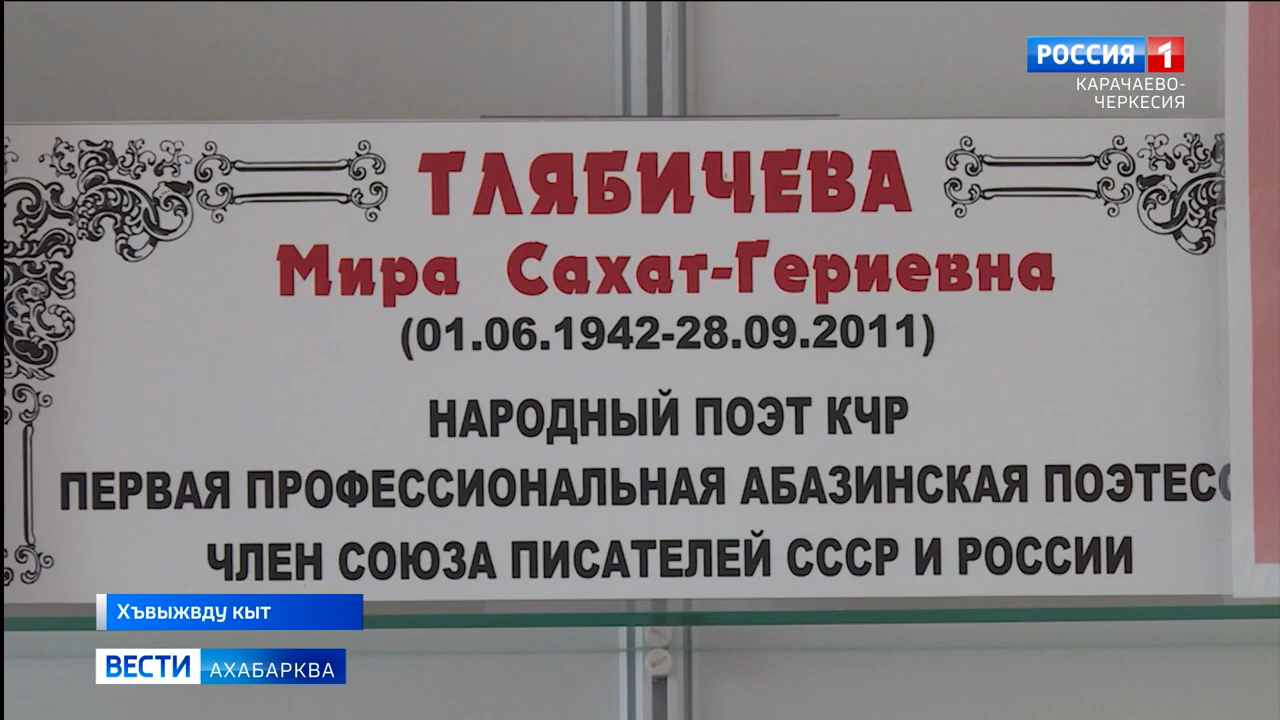 РОССИЯ 1
КАРАЧАЕВО-
ЧЕРКЕСИЯ
ТЛЯБИЧЕВА
Мира Сахат-Гериевна
(01.06.1942-28.09.2011)
НАРОДНЫЙ ПОЭТ КЧР
ПЕРВАЯ ПРОФЕССИОНАЛЬНАЯ АБАЗИНСКАЯ ПОЭТЕСС
ЧЛЕН СОЮЗА ПИСАТЕЛЕЙ СССР И РОССИИ
Хъвыжвду кыт
ВЕСТИ АХАБАРКВА